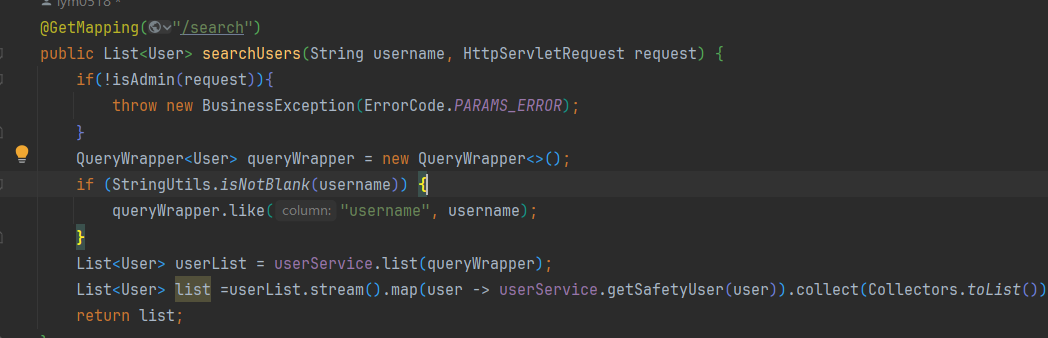 lym0518 *
@GetMapping("/search")
public List<User> searchUsers(String username, HttpServletRequest request) {
if(!isAdmin(request)){
throw new BusinessException(ErrorCode.PARAMS_ERROR);
}
QueryWrapper<User> queryWrapper = new QueryWrapper<>();
if (StringUtils.isNotBlank(username)) {
queryWrapper.like( column: "username", username);
}
List<User> userList = userService.list(queryWrapper);
List<User> list =userList.stream().map(user -> userService.getSafetyUser(user)).collect(Collectors.toList())
return list;